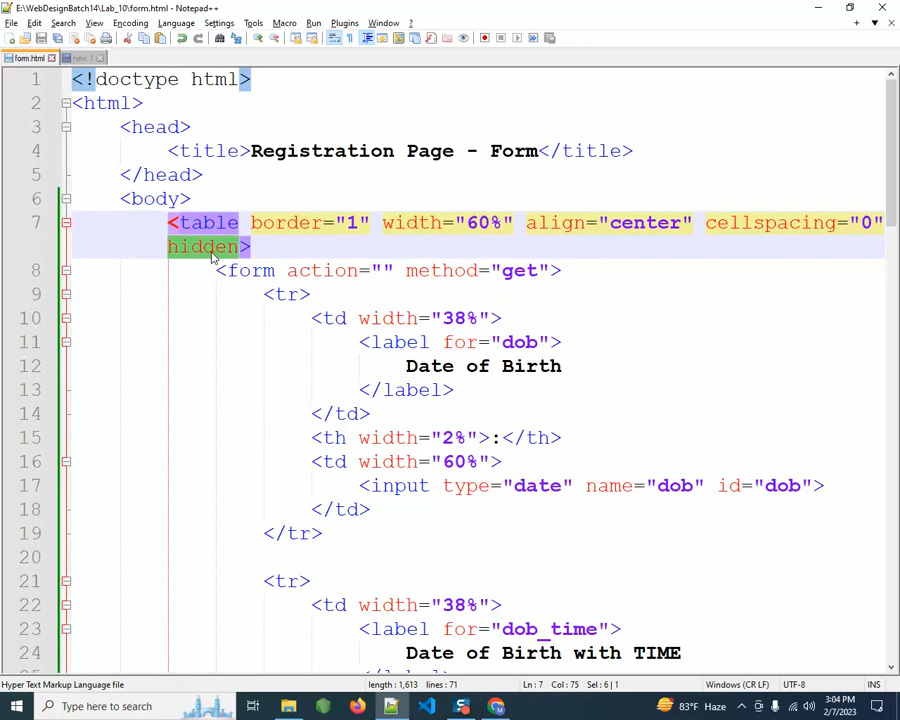 E:\WebDesignBatch14\Lab_10\form.html - Notepad++
File Edit Search View Encoding Language Settings Tools Macro Run Plugins Window ?
form.html new 1
1 <!doctype html>
2 <html>
3 <head>
4 <title>Registration Page - Form</title>
5 </head>
6 <body>
7 <table border="1" width="60%" align="center" cellspacing="0"
hidden>
8 <form action="" method="get">
9 <tr>
10 <td width="38%">
11 <label for="dob">
12 Date of Birth
13 </label>
14 </td>
15 <th width="2%">:</th>
16 <td width="60%">
17 <input type="date" name="dob" id="dob">
18 </td>
19 </tr>
20
21 <tr>
22 <td width="38%">
23 <label for="dob_time">
24 Date of Birth with TIME
Hyper Text Markup Language file length : 1,613 lines : 71 Ln : 7 Col : 75 Sel : 6 | 1 Windows (CR LF) UTF-8 INS
Type here to search 83°F Haze 3:04 PM
2/7/2023